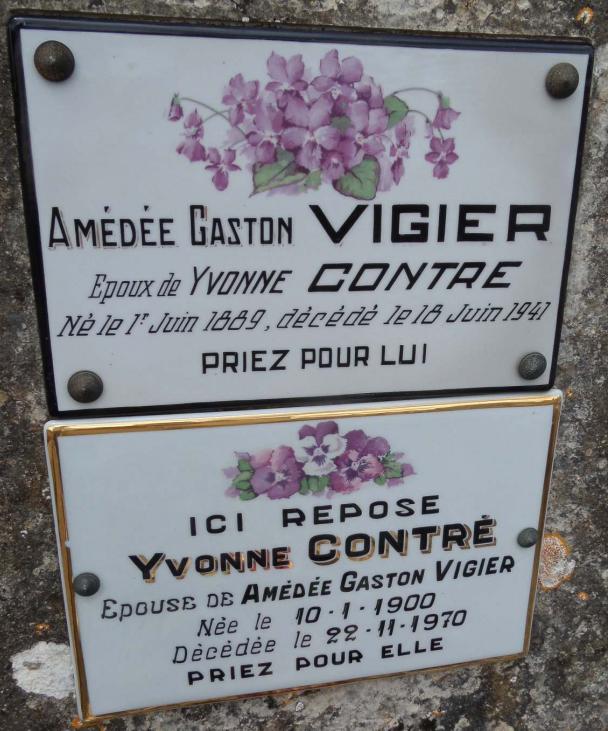 AMÉDÉE GASTON VIGIER
Epoux de YVONNE CONTRE
Né le 1er Juin 1889, décédé le 18 Juin 1941
PRIEZ POUR LUI
ICI REPOSE
YVONNE CONTRÉ
EPOUSE DE AMÉDÉE GASTON VIGIER
Née le 10-1-1900
Décédée le 22-11-1970
PRIEZ POUR ELLE